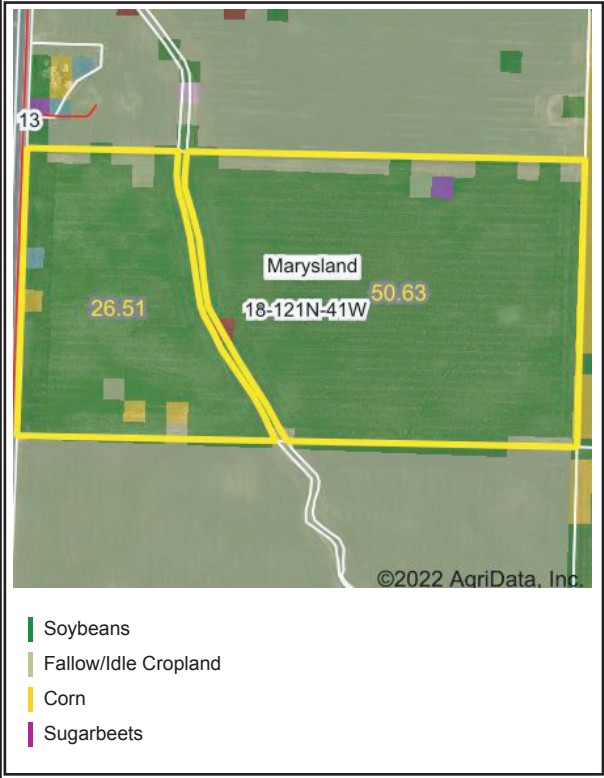 13
Marysland
50.63
26.51
18-121N-41W
©2022 AgriData, Inc.
Soybeans
Fallow/Idle Cropland
Corn
Sugarbeets